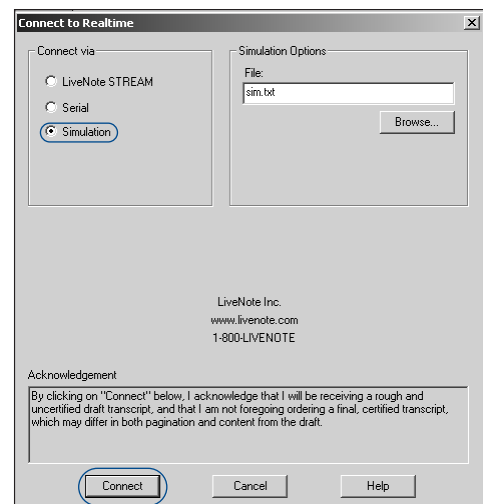 Connect to Realtime
Connect via
LiveNote STREAM
Serial
Simulation
Simulation Options
File:
sim.txt
Browse...
LiveNote Inc.
www.livenote.com
1-800-LIVENOTE
Acknowledgement
By clicking on "Connect" below, I acknowledge that I will be receiving a rough and
uncertified draft transcript, and that I am not foregoing ordering a final, certified transcript,
which may differ in both pagination and content from the draft.
Connect
Cancel
Help